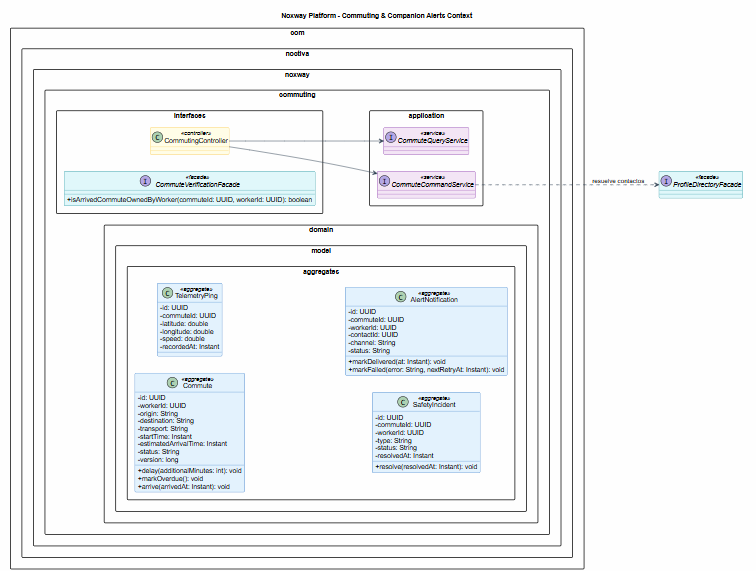 Noxway Platform - Commuting & Companion Alerts Context
com
noctiva
noxway
commuting
interfaces
«controller»
C
CommutingController
«facade»
I
CommuteVerificationFacade
+isArrivedCommuteOwnedByWorker(commuteId: UUID, workerId: UUID): boolean
application
«service»
I
CommuteQueryService
«service»
I
CommuteCommandService
resuelve contactos
«facade»
I
ProfileDirectoryFacade
domain
model
aggregates
«aggregate»
C
TelemetryPing
-id: UUID
-commuteId: UUID
-latitude: double
-longitude: double
-speed: double
-recordedAt: Instant
«aggregate»
C
AlertNotification
-id: UUID
-commuteId: UUID
-workerId: UUID
-contactId: UUID
-channel: String
-status: String
+markDelivered(at: Instant): void
+markFailed(error: String, nextRetryAt: Instant): void
«aggregate»
C
Commute
-id: UUID
-workerId: UUID
-origin: String
-destination: String
-transport: String
-startTime: Instant
-estimatedArrivalTime: Instant
-status: String
-version: long
+delay(additionalMinutes: int): void
+markOverdue(): void
+arrive(arrivedAt: Instant): void
«aggregate»
C
SafetyIncident
-id: UUID
-commuteId: UUID
-workerId: UUID
-type: String
-status: String
-resolvedAt: Instant
+resolve(resolvedAt: Instant): void